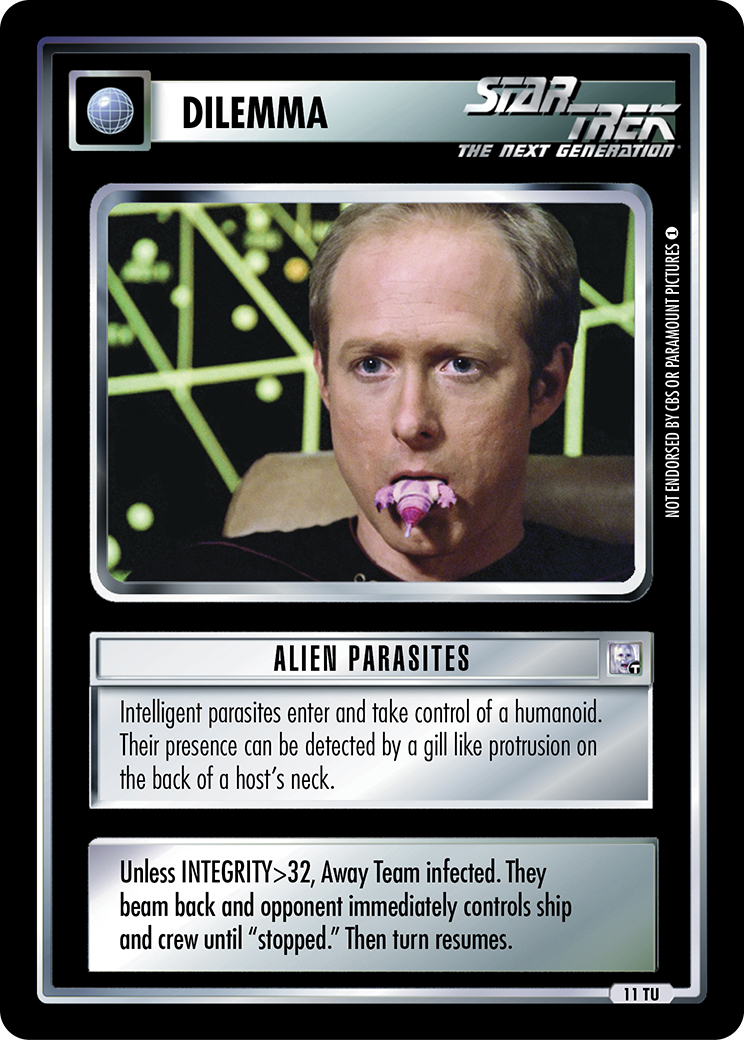 DILEMMA
STAR TREK
THE NEXT GENERATION
NOT ENDORSED BY CBS OR PARAMOUNT PICTURES 1
ALIEN PARASITES
T
Intelligent parasites enter and take control of a humanoid.
Their presence can be detected by a gill like protrusion on
the back of a host's neck.
Unless INTEGRITY>32, Away Team infected. They
beam back and opponent immediately controls ship
and crew until “stopped.” Then turn resumes.
11 TU